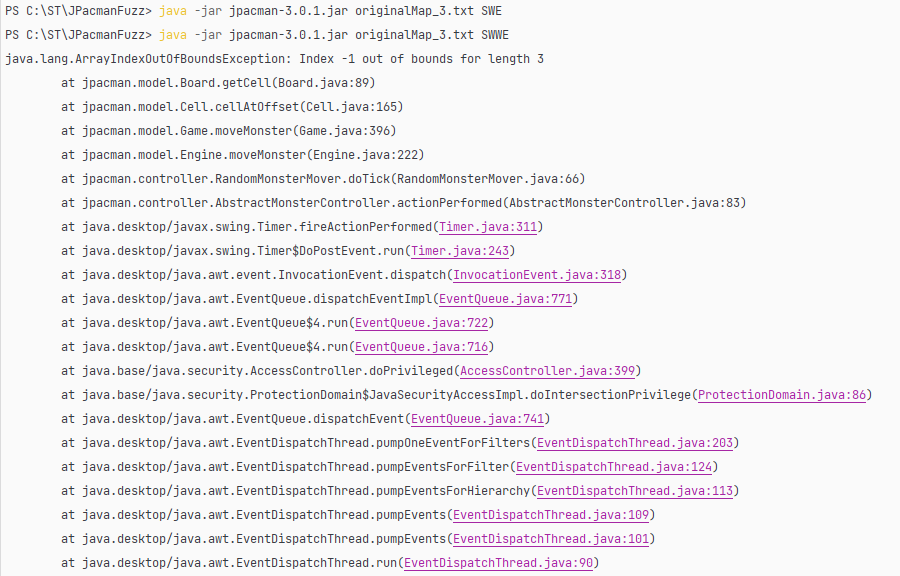 PS C:\ST\JPacmanFuzz> java -jar jpacman-3.0.1.jar originalMap_3.txt SWE
PS C:\ST\JPacmanFuzz> java -jar jpacman-3.0.1.jar originalMap_3.txt SWWE
java.lang.ArrayIndexOutOfBoundsException: Index -1 out of bounds for length 3
        at jpacman.model.Board.getCell(Board.java:89)
        at jpacman.model.Cell.cellAtOffset(Cell.java:165)
        at jpacman.model.Game.moveMonster(Game.java:396)
        at jpacman.model.Engine.moveMonster(Engine.java:222)
        at jpacman.controller.RandomMonsterMover.doTick(RandomMonsterMover.java:66)
        at jpacman.controller.AbstractMonsterController.actionPerformed(AbstractMonsterController.java:83)
        at java.desktop/javax.swing.Timer.fireActionPerformed(Timer.java:311)
        at java.desktop/javax.swing.Timer$DoPostEvent.run(Timer.java:243)
        at java.desktop/java.awt.event.InvocationEvent.dispatch(InvocationEvent.java:318)
        at java.desktop/java.awt.EventQueue.dispatchEventImpl(EventQueue.java:771)
        at java.desktop/java.awt.EventQueue$4.run(EventQueue.java:722)
        at java.desktop/java.awt.EventQueue$4.run(EventQueue.java:716)
        at java.base/java.security.AccessController.doPrivileged(AccessController.java:399)
        at java.base/java.security.ProtectionDomain$JavaSecurityAccessImpl.doIntersectionPrivilege(ProtectionDomain.java:86)
        at java.desktop/java.awt.EventQueue.dispatchEvent(EventQueue.java:741)
        at java.desktop/java.awt.EventDispatchThread.pumpOneEventForFilters(EventDispatchThread.java:203)
        at java.desktop/java.awt.EventDispatchThread.pumpEventsForFilter(EventDispatchThread.java:124)
        at java.desktop/java.awt.EventDispatchThread.pumpEventsForHierarchy(EventDispatchThread.java:113)
        at java.desktop/java.awt.EventDispatchThread.pumpEvents(EventDispatchThread.java:109)
        at java.desktop/java.awt.EventDispatchThread.pumpEvents(EventDispatchThread.java:101)
        at java.desktop/java.awt.EventDispatchThread.run(EventDispatchThread.java:90)